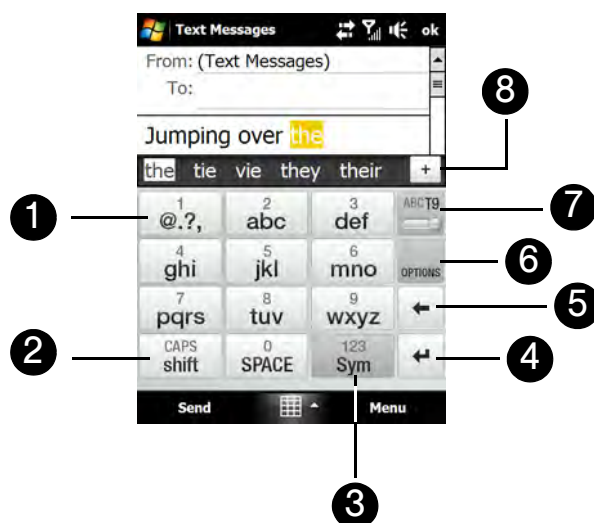 Text Messages ok
From: (Text Messages)
To:
Jumping over the
the tie vie they their +
8
1 2 3 ABC T9
@.?, abc def
1
7
4 5 6
ghi jkl mno OPTIONS
6
7 8 9
pqrs tuv wxyz
5
CAPS 0 123
shift SPACE Sym
2
4
Send Menu
3